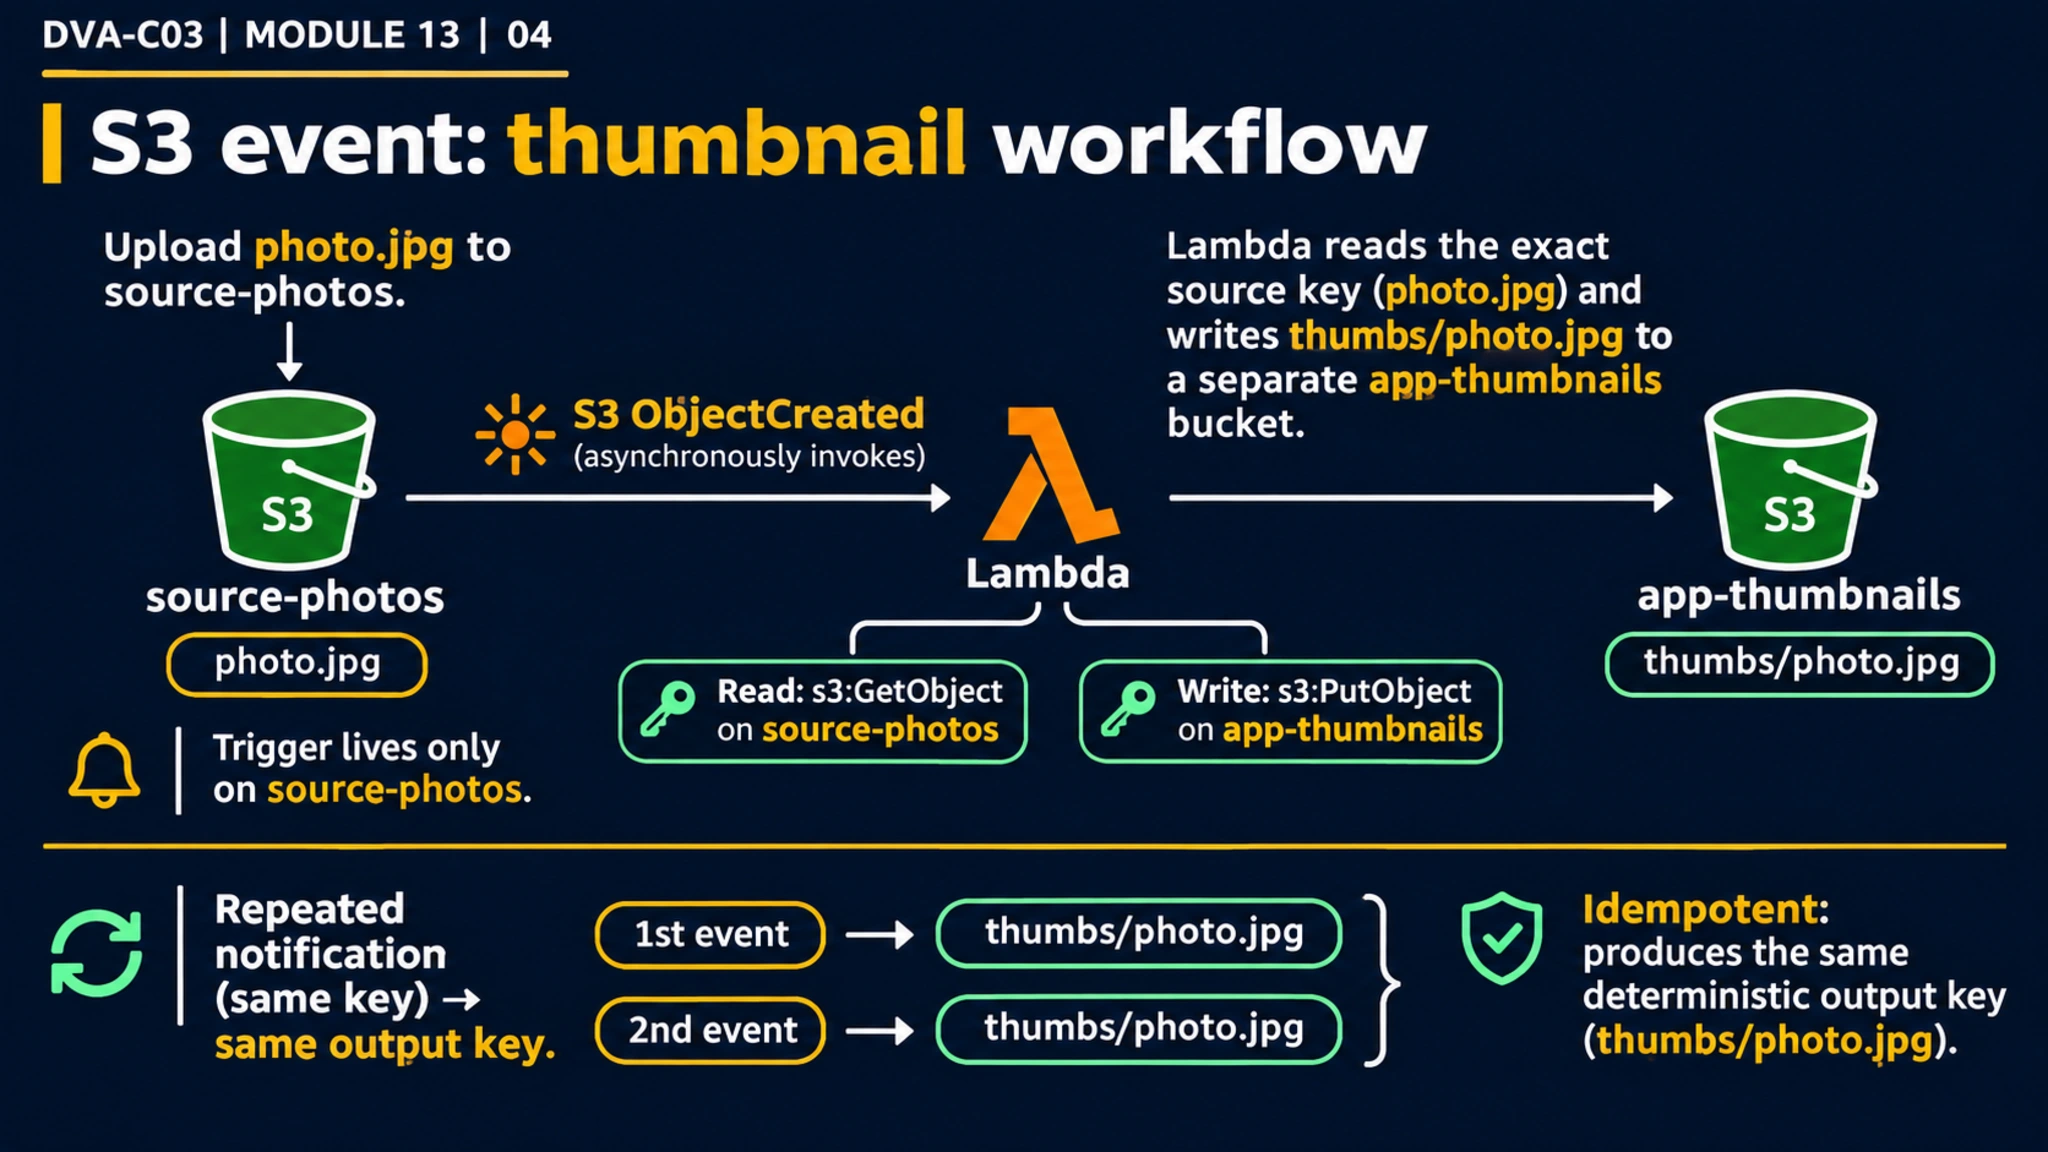 DVA-C03 | MODULE 13 | 04
S3 event: thumbnail workflow
Upload photo.jpg to
source-photos.
S3
source-photos
photo.jpg
Trigger lives only
on source-photos.
S3 ObjectCreated
(asynchronously invokes)
Lambda
Read: s3:GetObject
on source-photos
Write: s3:PutObject
on app-thumbnails
Lambda reads the exact
source key (photo.jpg) and
writes thumbs/photo.jpg to
a separate app-thumbnails
bucket.
S3
app-thumbnails
thumbs/photo.jpg
Repeated
notification
(same key) →
same output key.
1st event → thumbs/photo.jpg
2nd event → thumbs/photo.jpg
Idempotent:
produces the same
deterministic output key
(thumbs/photo.jpg).